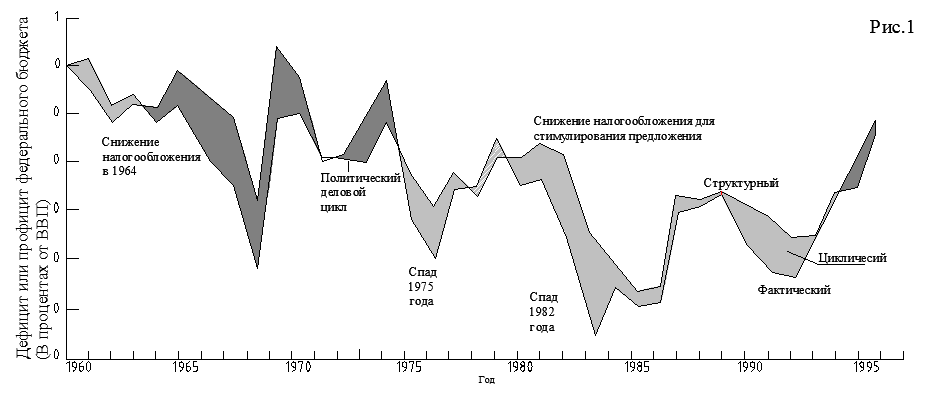 Рис.1
Дефицит или профицит федерального бюджета
(В процентах от ВВП)
1
0
0
0
0
0
0
0
Снижение
налогообложения
в 1964
Политический
деловой
цикл
Спад
1975
года
Снижение налогообложения для
стимулирования предложения
Спад
1982
года
Структурный
Цикличесий
Фактический
1960
1965
1970
1975
1980
1985
1990
1995
Год